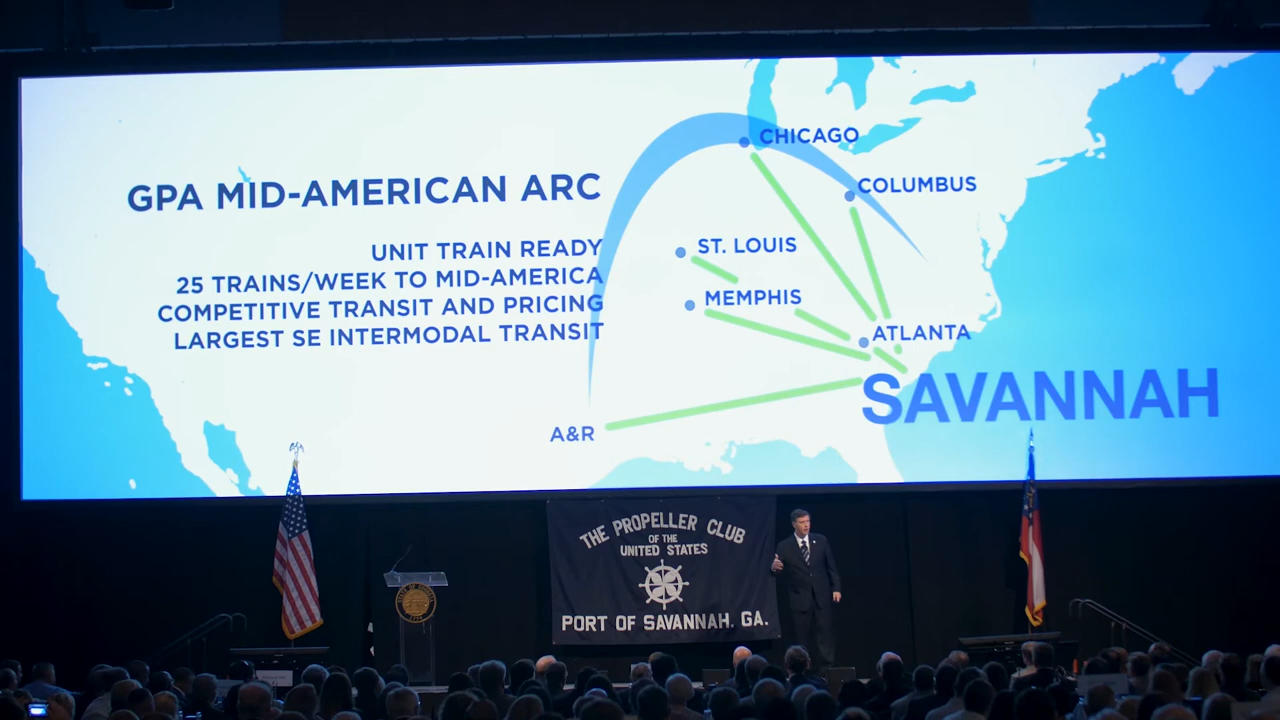 CHICAGO
COLUMBUS
GPA MID-AMERICAN ARC
UNIT TRAIN READY
25 TRAINS/WEEK TO MID-AMERICA
COMPETITIVE TRANSIT AND PRICING
LARGEST SE INTERMODAL TRANSIT
ST. LOUIS
MEMPHIS
ATLANTA
SAVANNAH
A&R
THE PROPELLER CLUB
OF THE
UNITED STATES
PORT OF SAVANNAH. GA.